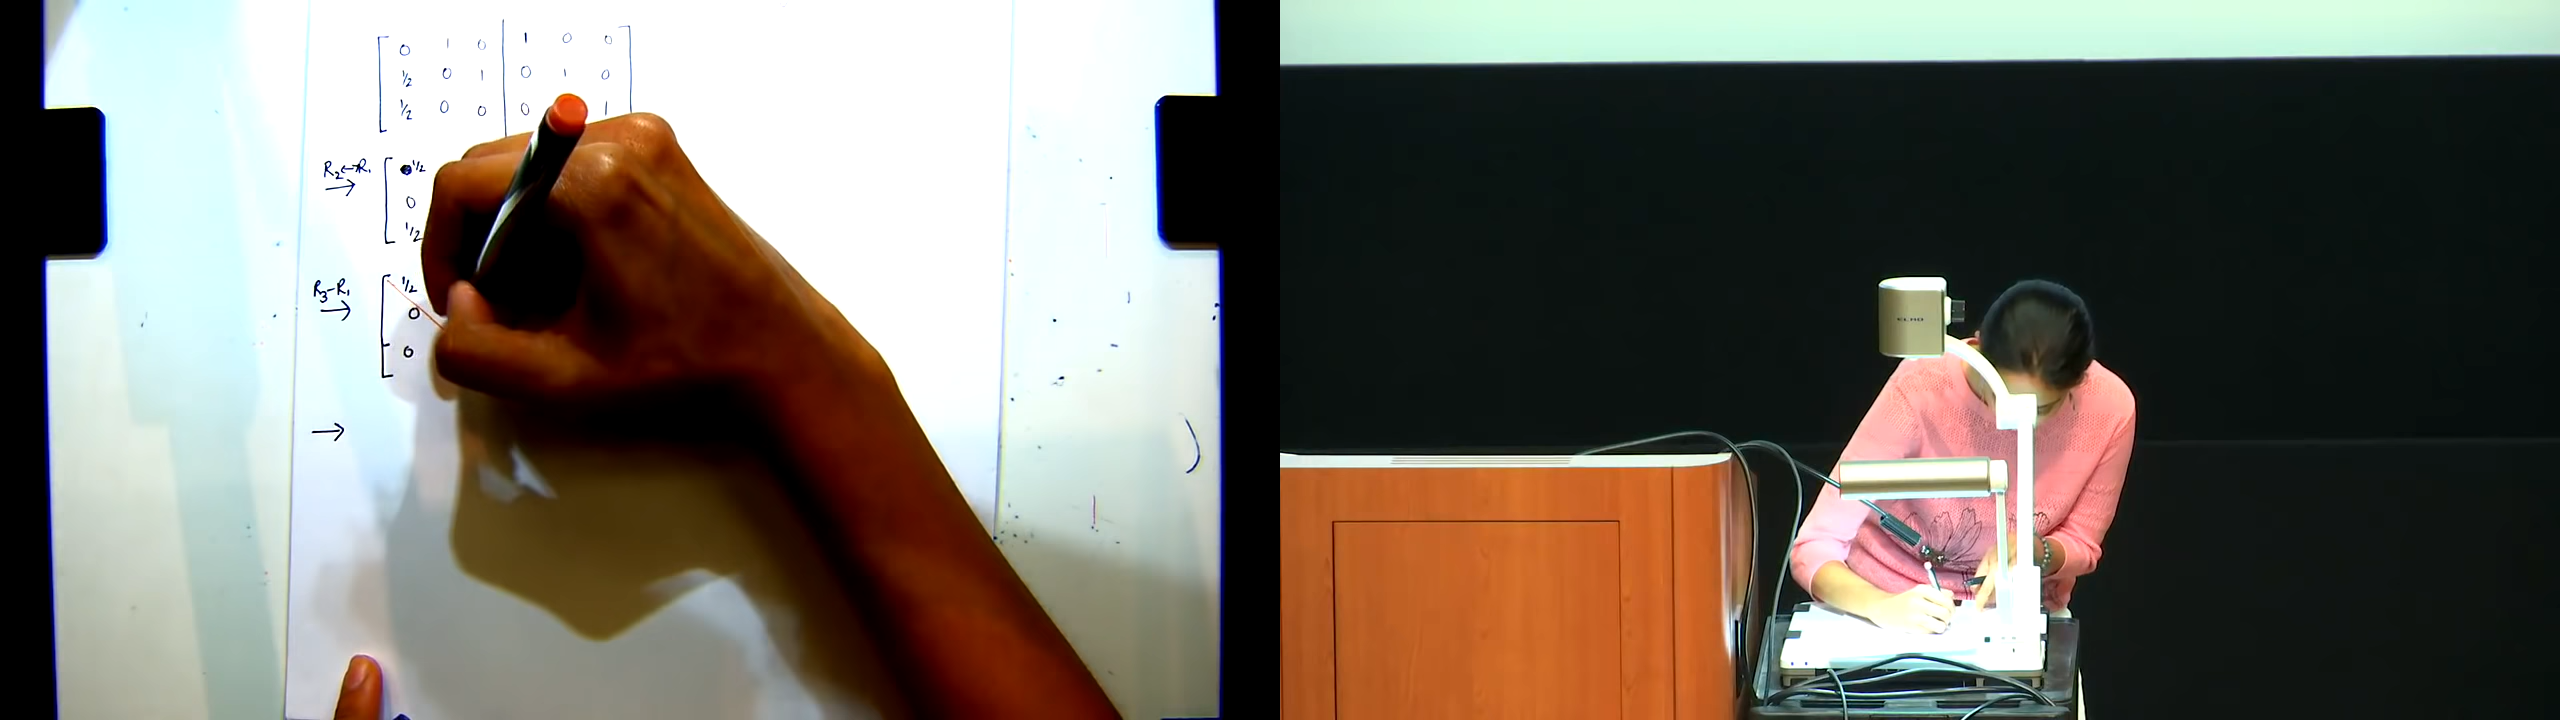 0 1 0 1 0 0
1/2 0 1 0 1 0
1/2 0 0 0 1
R₂↔R₁ 1/2
→ 0
1/2
R₃-R₁ 1/2
→ 0
0
→
ELMO